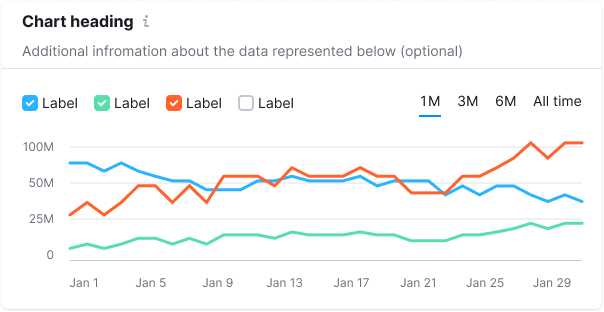 Chart heading i
Additional infromation about the data represented below (optional)
Label Label Label Label 1M 3M 6M All time
100M
50M
25M
0
Jan 1 Jan 5 Jan 9 Jan 13 Jan 17 Jan 21 Jan 25 Jan 29